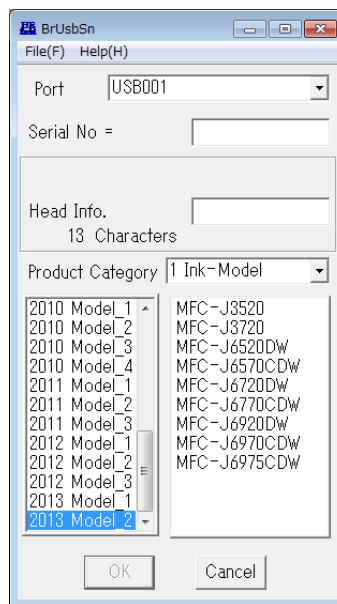 BrUsbSn
File(F) Help(H)
Port USB001
Serial No =
Head Info.
13 Characters
Product Category 1 Ink-Model
2010 Model_1
2010 Model_2
2010 Model_3
2010 Model_4
2011 Model_1
2011 Model_2
2011 Model_3
2012 Model_1
2012 Model_2
2012 Model_3
2013 Model_1
2013 Model_2
MFC-J3520
MFC-J3720
MFC-J6520DW
MFC-J6570CDW
MFC-J6720DW
MFC-J6770CDW
MFC-J6920DW
MFC-J6970CDW
MFC-J6975CDW
OK Cancel